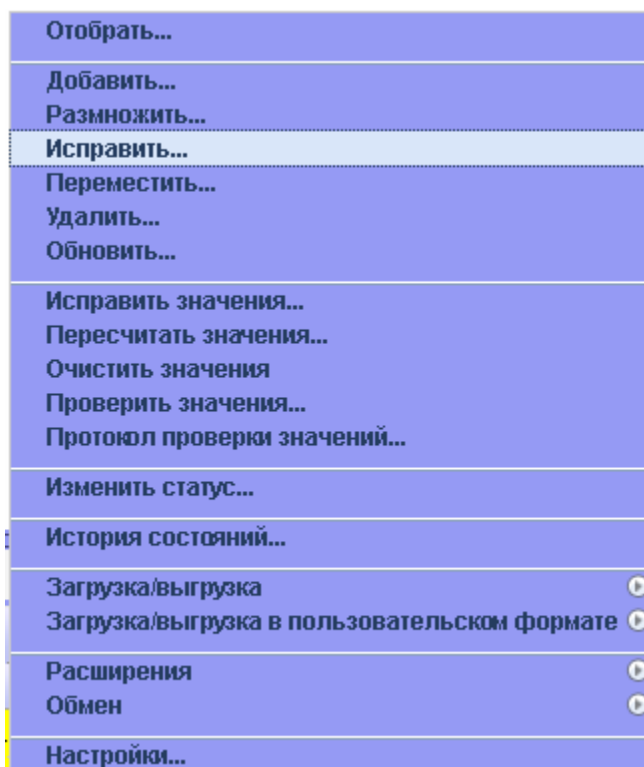 Отобрать...
Добавить...
Размножить...
Исправить...
Переместить...
Удалить...
Обновить...
Исправить значения...
Пересчитать значения...
Очистить значения
Проверить значения...
Протокол проверки значений...
Изменить статус...
История состояний...
Загрузка/выгрузка
Загрузка/выгрузка в пользовательском формате
Расширения
Обмен
Настройки...